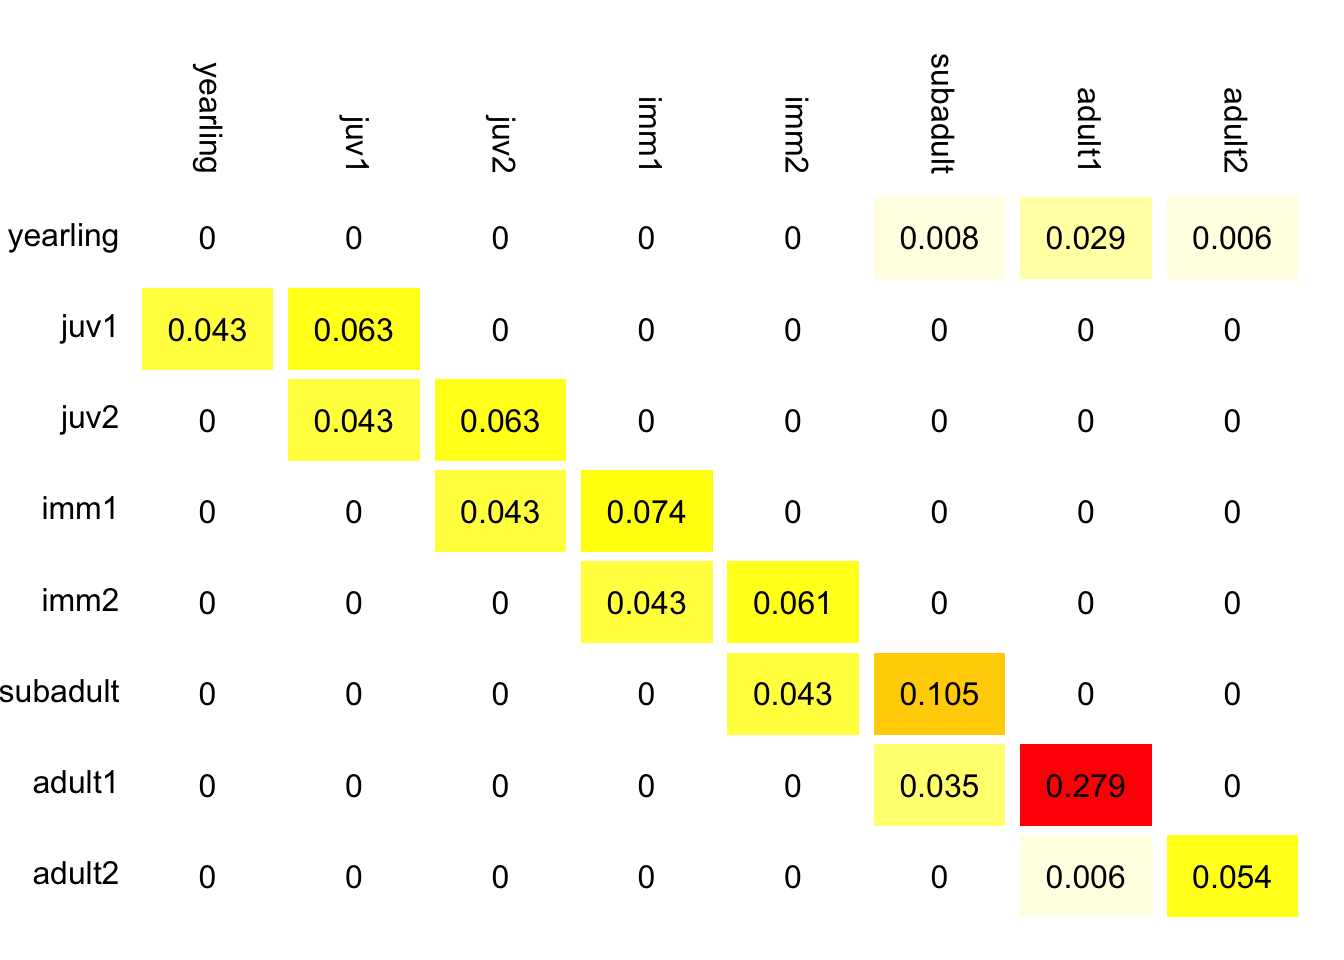 yearling juv1 juv2 imm1 imm2 subadult adult1 adult2
yearling 0 0 0 0 0 0.008 0.029 0.006
juv1 0.043 0.063 0 0 0 0 0 0
juv2 0 0.043 0.063 0 0 0 0 0
imm1 0 0 0.043 0.074 0 0 0 0
imm2 0 0 0 0.043 0.061 0 0 0
subadult 0 0 0 0 0.043 0.105 0 0
adult1 0 0 0 0 0 0.035 0.279 0
adult2 0 0 0 0 0 0 0.006 0.054